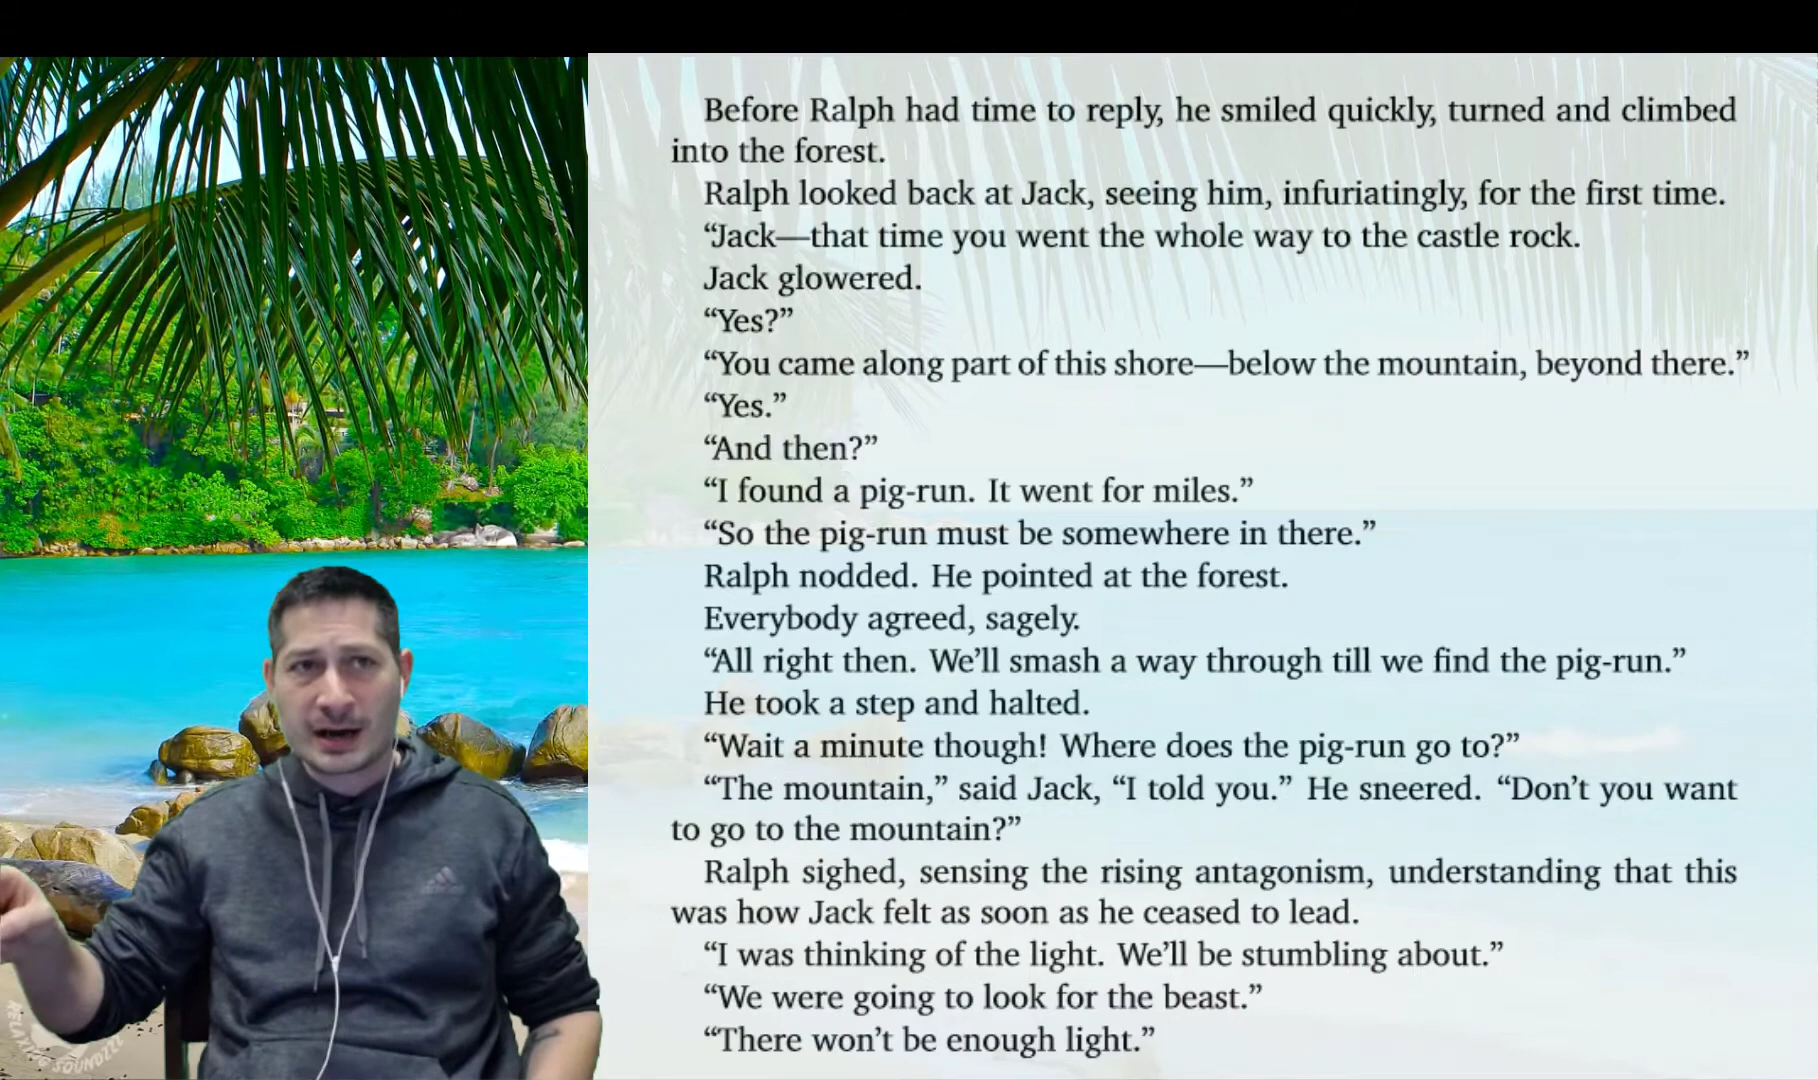 Before Ralph had time to reply, he smiled quickly, turned and climbed
into the forest.
Ralph looked back at Jack, seeing him, infuriatingly, for the first time.
“Jack—that time you went the whole way to the castle rock.
Jack glowered.
“Yes?”
“You came along part of this shore—below the mountain, beyond there.”
“Yes.”
“And then?”
“I found a pig-run. It went for miles.”
“So the pig-run must be somewhere in there.”
Ralph nodded. He pointed at the forest.
Everybody agreed, sagely.
“All right then. We’ll smash a way through till we find the pig-run.”
He took a step and halted.
“Wait a minute though! Where does the pig-run go to?”
“The mountain,” said Jack, “I told you.” He sneered. “Don’t you want
to go to the mountain?”
Ralph sighed, sensing the rising antagonism, understanding that this
was how Jack felt as soon as he ceased to lead.
“I was thinking of the light. We’ll be stumbling about.”
“We were going to look for the beast.”
“There won’t be enough light.”
RELAXING SOUNDZZZ